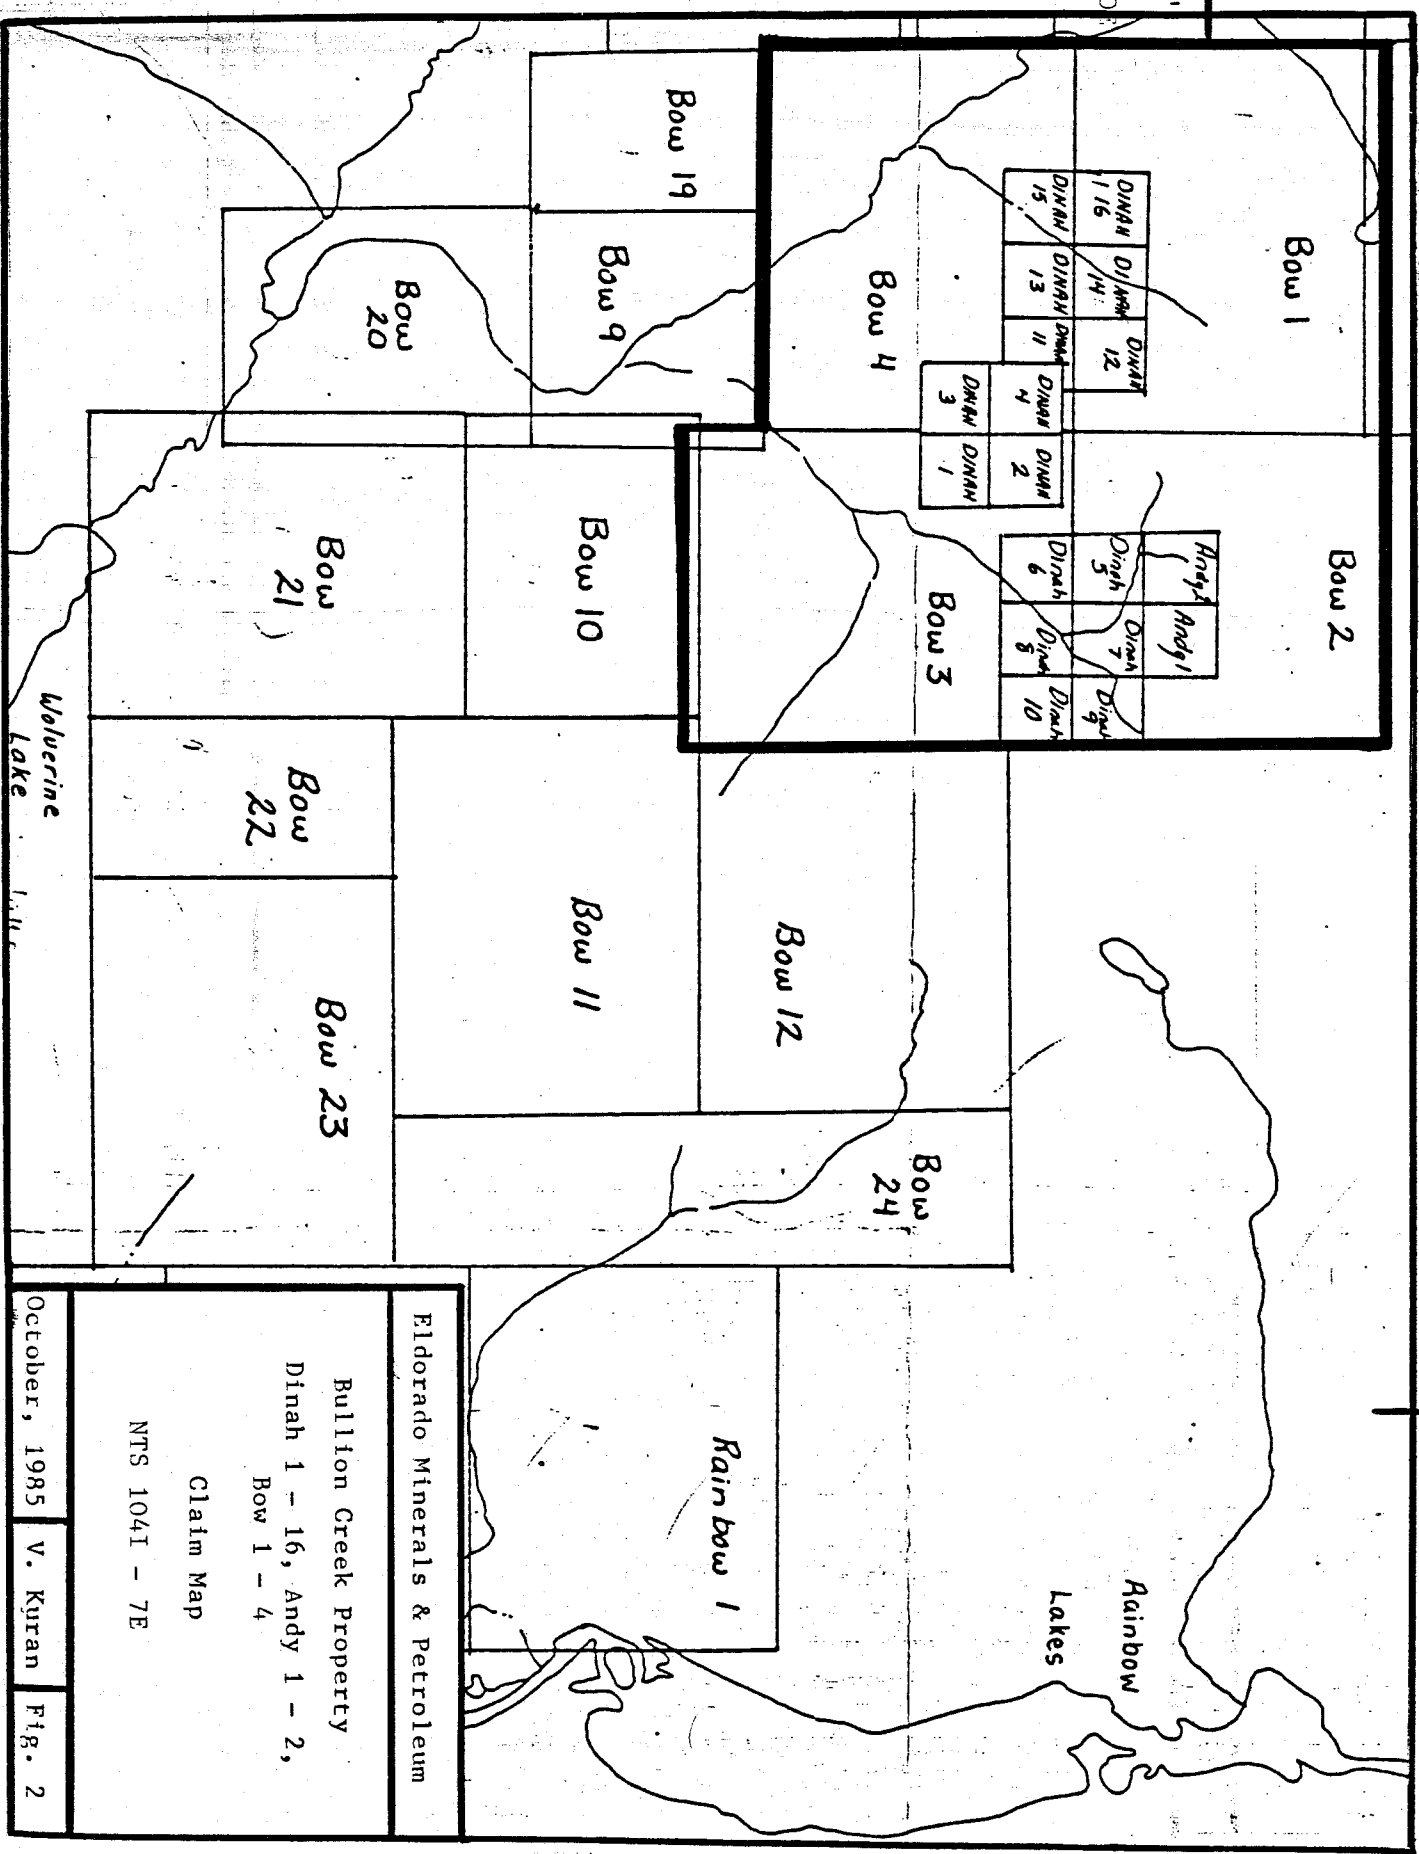 Bow 1
Bow 2
DINAH
16
DINAH
14
DINAH
12
DINAH
15
DINAH
13
DINAH
11
DINAH
4
DINAH
2
DINAH
3
DINAH
1
Andy 2
Andy 1
Dinah
5
Dinah
7
Dinah
9
Dinah
6
Dinah
8
Dinah
10
Bow 4
Bow 3
Bow 19
Bow 9
Bow 10
Bow 12
Bow
24
Bow
20
Bow
21
Bow 11
Bow
22
Bow 23
Rainbow 1
Rainbow
Lakes
Wolverine
Lake
Eldorado Minerals & Petroleum
Bullion Creek Property
Dinah 1 - 16, Andy 1 - 2,
Bow 1 - 4
Claim Map
NTS 104I - 7E
October, 1985
V. Kuran
Fig. 2